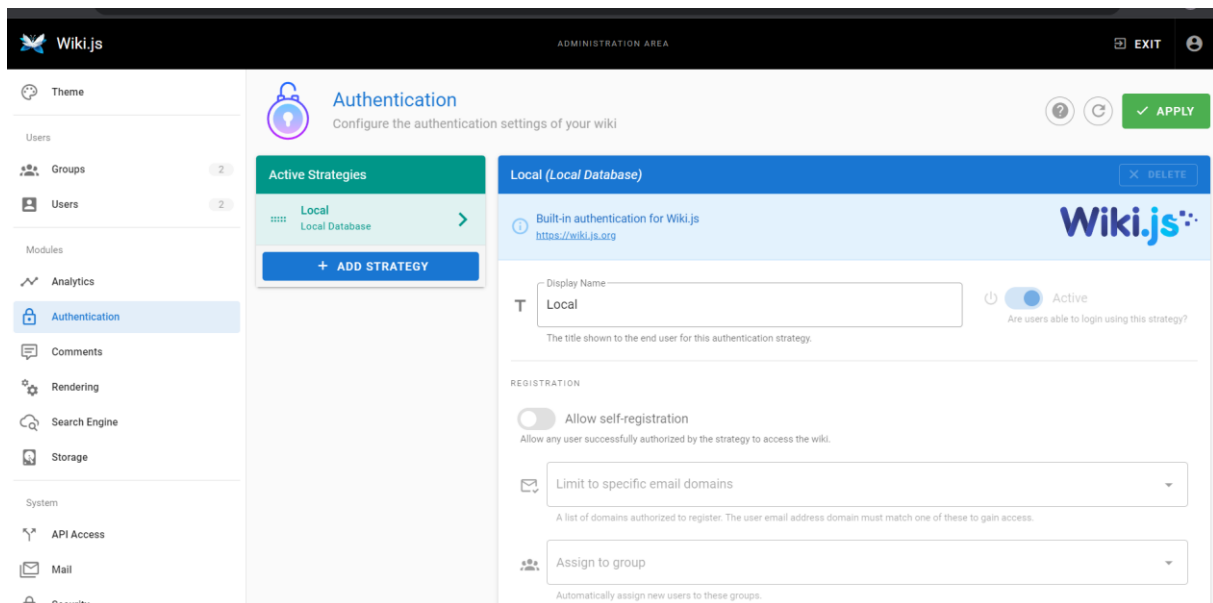 Wiki.js
ADMINISTRATION AREA
EXIT
Theme
Users
Groups 2
Users 2
Modules
Analytics
Authentication
Comments
Rendering
Search Engine
Storage
System
API Access
Mail
Security
Authentication
Configure the authentication settings of your wiki
APPLY
Active Strategies
Local
Local Database
+ ADD STRATEGY
Local (Local Database)
X DELETE
Built-in authentication for Wiki.js
https://wiki.js.org
Wiki.js
Display Name
Local
The title shown to the end user for this authentication strategy.
Active
Are users able to login using this strategy?
REGISTRATION
Allow self-registration
Allow any user successfully authorized by the strategy to access the wiki.
Limit to specific email domains
A list of domains authorized to register. The user email address domain must match one of these to gain access.
Assign to group
Automatically assign new users to these groups.